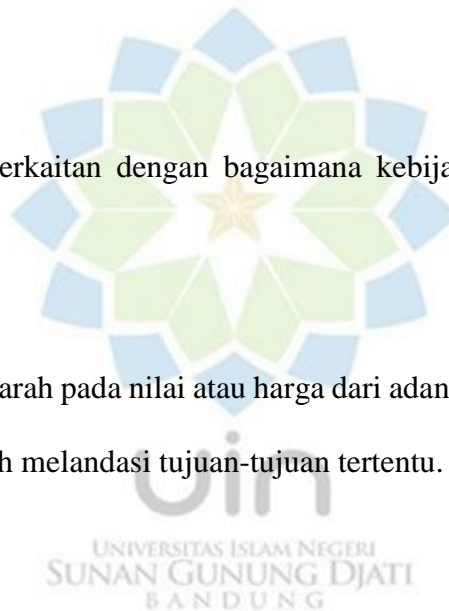 erkaitan dengan bagaimana kebija
arah pada nilai atau harga dari adan
h melandasi tujuan-tujuan tertentu.
uin
UNIVERSITAS ISLAM NEGERI
SUNAN GUNUNG DJATI
BANDUNG